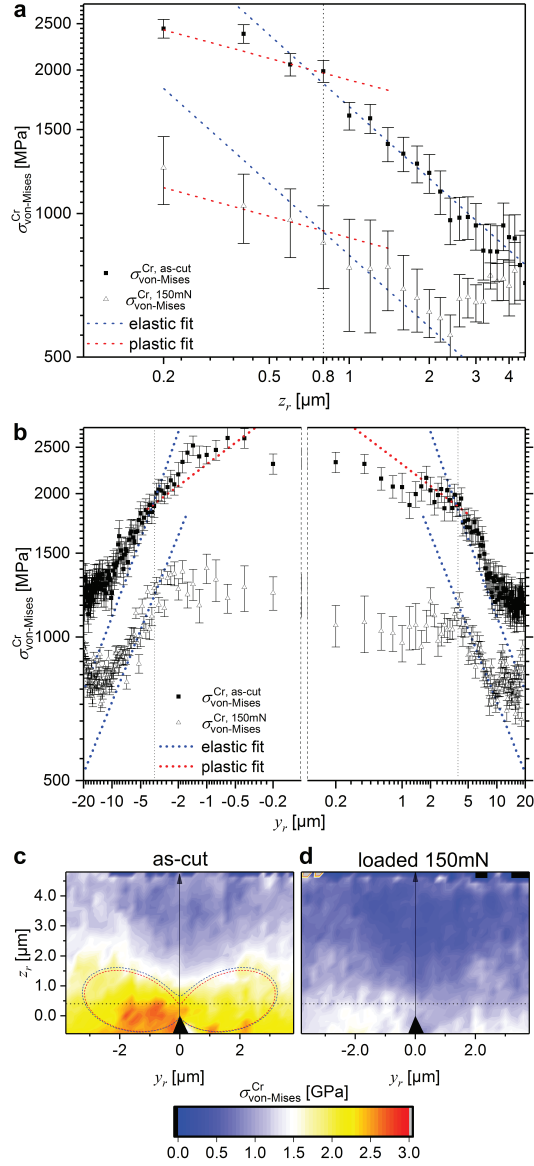 a
2500
2000
1500
1000
500
σ^Cr_von-Mises [MPa]
σ^Cr, as-cut_von-Mises
σ^Cr, 150mN_von-Mises
elastic fit
plastic fit
0.2 0.5 0.8 1 2 3 4
z_r [µm]
b
2500
2000
1500
1000
500
σ^Cr_von-Mises [MPa]
σ^Cr, as-cut_von-Mises
σ^Cr, 150mN_von-Mises
elastic fit
plastic fit
-20 -10 -5 -2 -1 -0.5 -0.2 0.2 1 2 5 10 20
y_r [µm]
c as-cut d loaded 150mN
4.0
3.0
2.0
1.0
0.0
z_r [µm]
-2 0 2 -2 0.0 2.0
y_r [µm] y_r [µm]
σ^Cr_von-Mises [GPa]
0.0 0.5 1.0 1.5 2.0 2.5 3.0